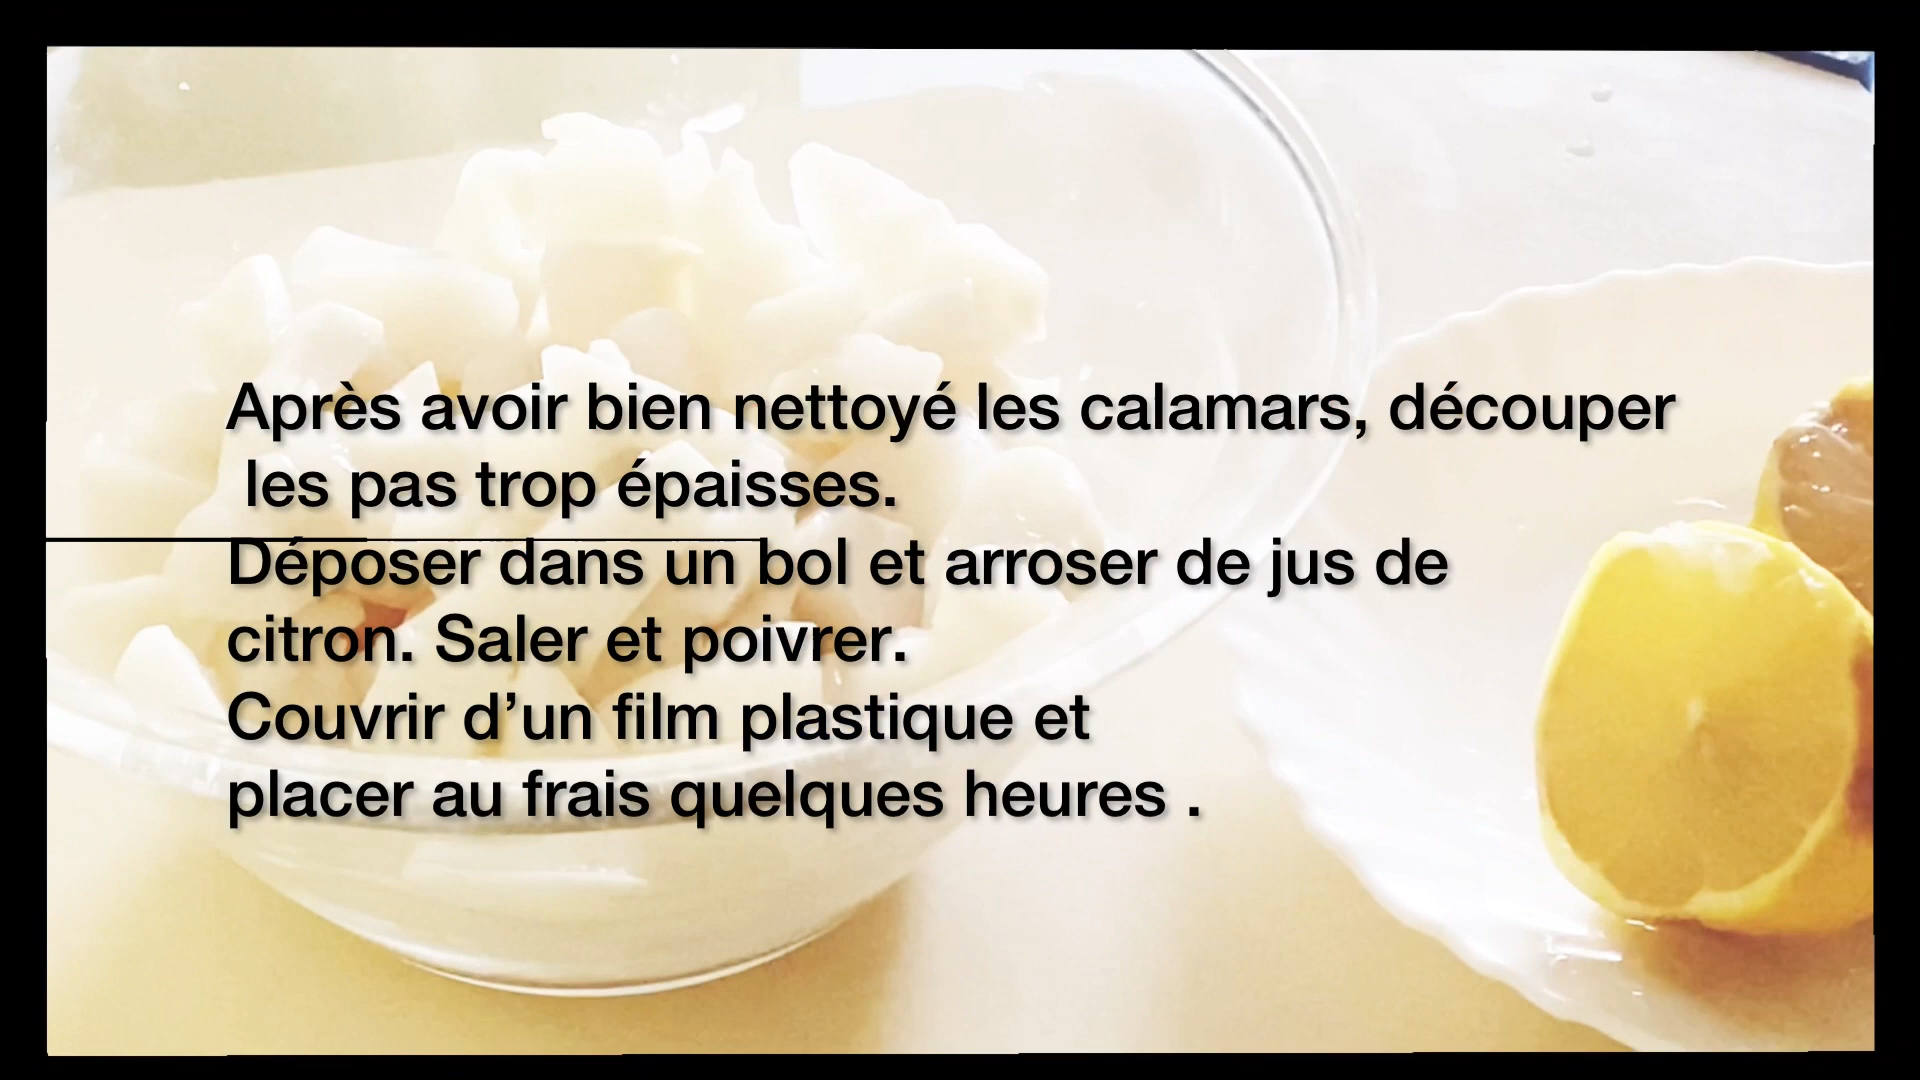 Après avoir bien nettoyé les calamars, découper
les pas trop épaisses.
Déposer dans un bol et arroser de jus de
citron. Saler et poivrer.
Couvrir d’un film plastique et
placer au frais quelques heures .